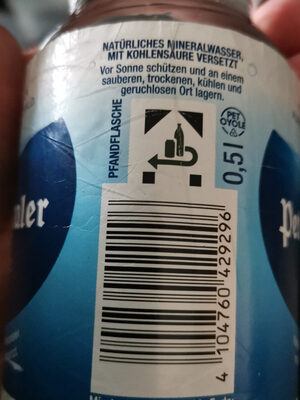 NATÜRLICHES MINERALWASSER,
MIT KOHLENSÄURE VERSETZT
Vor Sonne schützen und an einem
sauberen, trockenen, kühlen und
geruchlosen Ort lagern.
PFANDFLASCHE
PET
CYCLE
0,5l
4 104760 429296